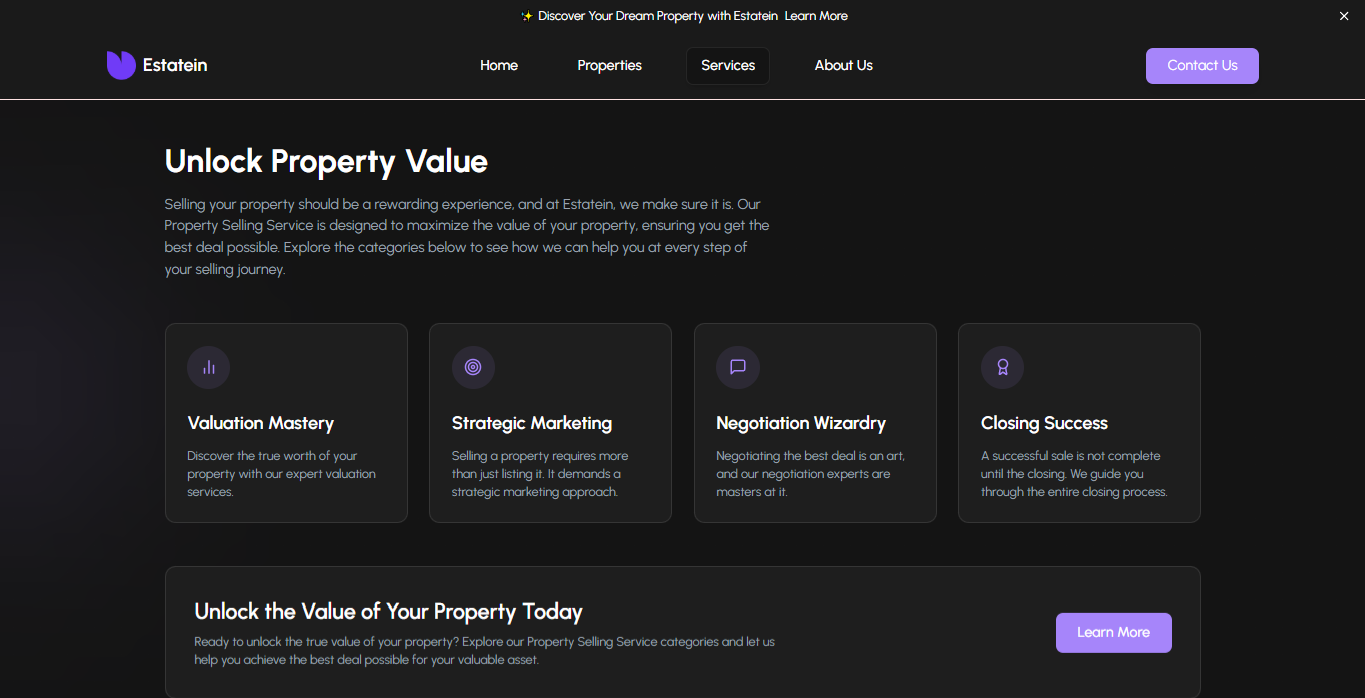 ✨ Discover Your Dream Property with Estatein Learn More
Estatein
Home
Properties
Services
About Us
Contact Us
Unlock Property Value
Selling your property should be a rewarding experience, and at Estatein, we make sure it is. Our
Property Selling Service is designed to maximize the value of your property, ensuring you get the
best deal possible. Explore the categories below to see how we can help you at every step of
your selling journey.
Valuation Mastery
Discover the true worth of your
property with our expert valuation
services.
Strategic Marketing
Selling a property requires more
than just listing it. It demands a
strategic marketing approach.
Negotiation Wizardry
Negotiating the best deal is an art,
and our negotiation experts are
masters at it.
Closing Success
A successful sale is not complete
until the closing. We guide you
through the entire closing process.
Unlock the Value of Your Property Today
Ready to unlock the true value of your property? Explore our Property Selling Service categories and let us
help you achieve the best deal possible for your valuable asset.
Learn More